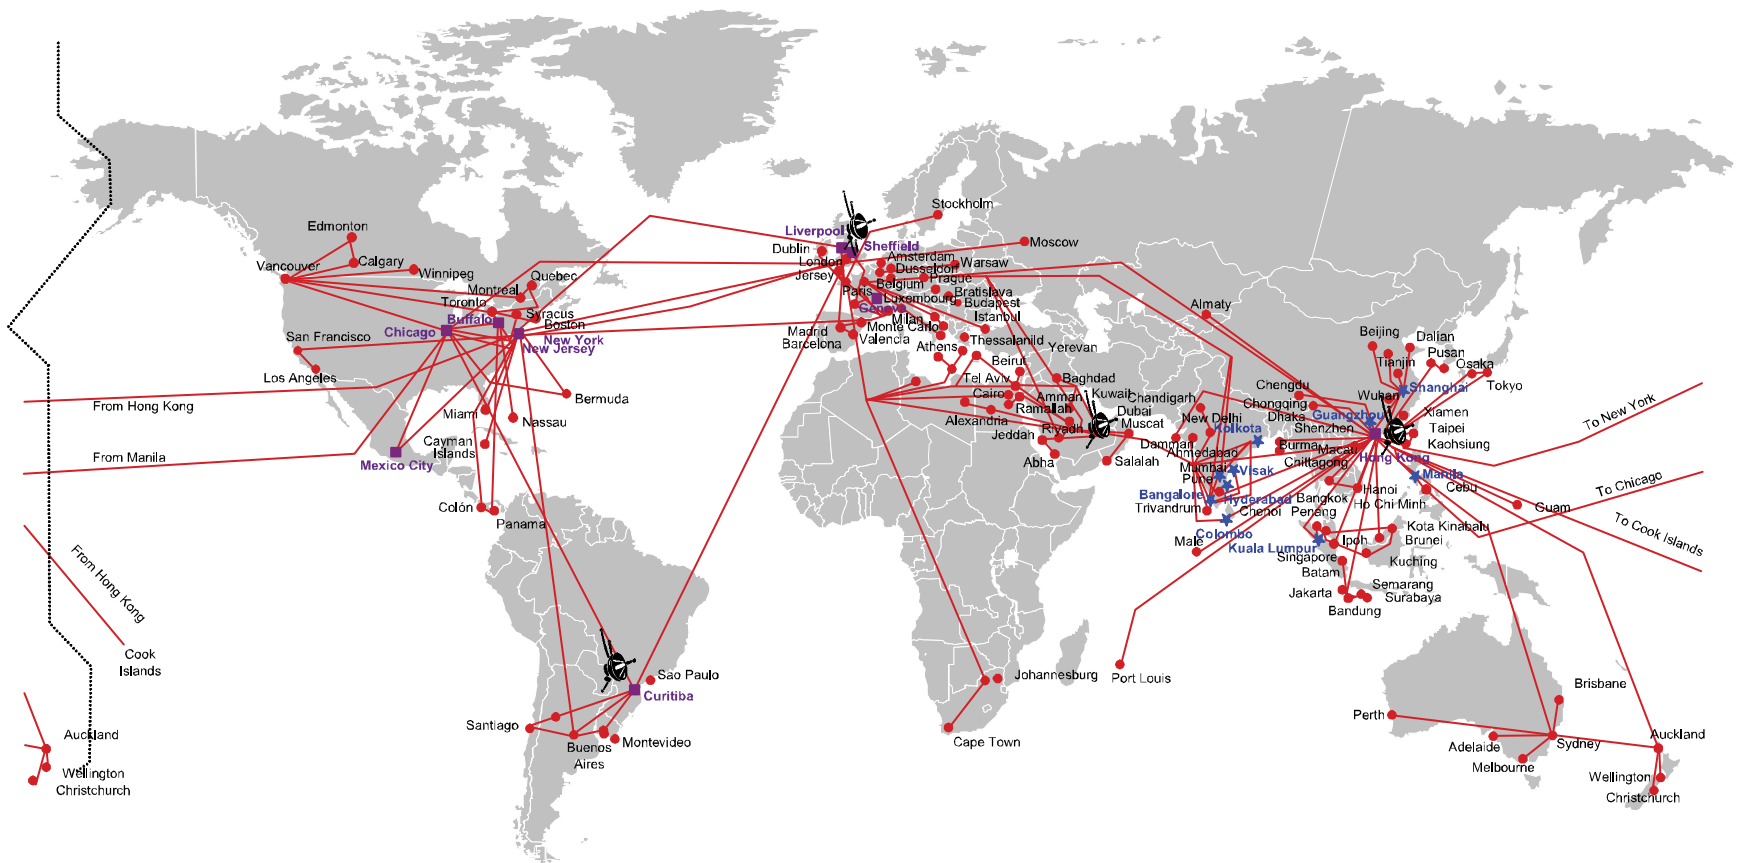 Edmonton
Vancouver
Calgary
Winnipeg
Quebec
Montreal
Toronto
Buffalo
Syracus
Boston
Chicago
New York
New Jersey
San Francisco
Los Angeles
From Hong Kong
From Manila
Bermuda
Miami
Nassau
Cayman
Islands
Mexico City
Colón
Panama
From Hong Kong
Cook
Islands
Auckland
Wellington
Christchurch
Sao Paulo
Curitiba
Santiago
Buenos
Aires
Montevideo
Stockholm
Liverpool
Sheffield
Dublin
London
Jersey
Moscow
Amsterdam
Dusseldorf
Warsaw
Belgium
Prague
Paris
Luxembourg
Bratislava
Budapest
Geneva
Milan
Istanbul
Madrid
Monte Carlo
Barcelona
Valencia
Athens
Thessalanild
Yerevan
Beirut
Tel Aviv
Baghdad
Cairo
Amman
Kuwait
Ramallah
Alexandria
Dubai
Muscat
Jeddah
Riyadh
Damman
Abha
Salalah
Johannesburg
Cape Town
Port Louis
Almaty
Chandigarh
New Delhi
Kolkota
Ahmedabad
Mumbai
Pune
Visak
Bangalore
Hyderabad
Trivandrum
Chenoi
Colombo
Male
Beijing
Dalian
Tianjin
Pusan
Osaka
Tokyo
Shanghai
Chengdu
Wuhan
Chongqing
Guangzhou
Xiamen
Dhaka
Shenzhen
Taipei
Burma
Macau
Kaohsiung
Chittagong
Hong Kong
Manila
Cebu
Hanoi
Bangkok
Ho Chi Minh
Penang
Guam
Kota Kinabalu
Kuala Lumpur
Ipoh
Brunei
Singapore
Kuching
Batam
Semarang
Jakarta
Surabaya
Bandung
To New York
To Chicago
To Cook Islands
Brisbane
Perth
Adelaide
Sydney
Melbourne
Auckland
Wellington
Christchurch